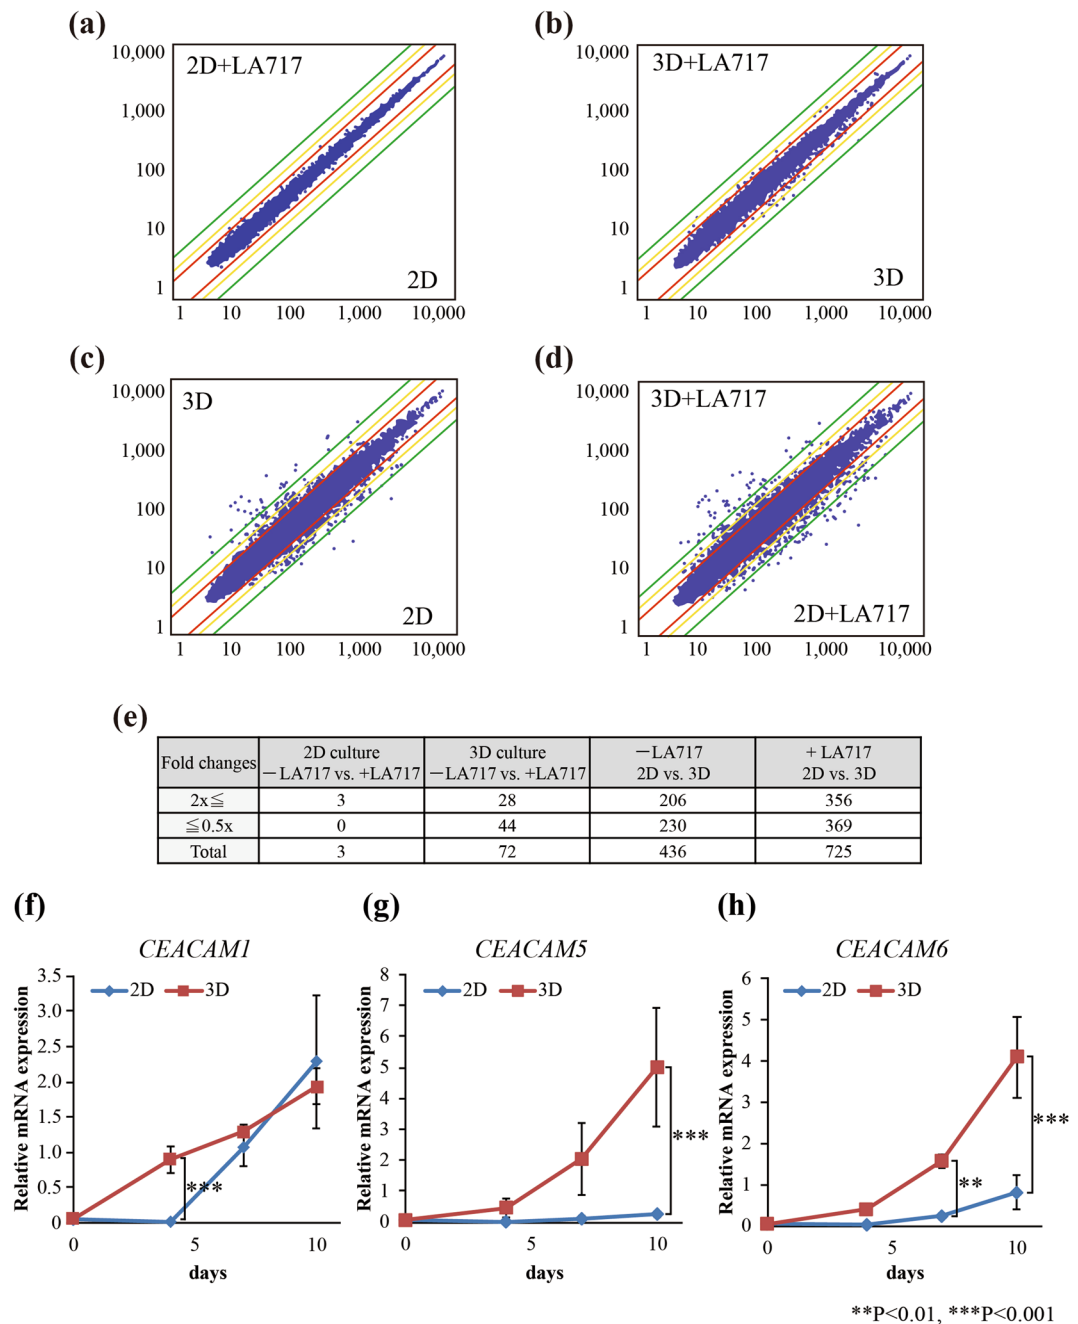 (a)
(b)
10,000
1,000
100
10
1
2D+LA717
2D
1 10 100 1,000 10,000
10,000
1,000
100
10
1
3D+LA717
3D
1 10 100 1,000 10,000
(c)
(d)
10,000
1,000
100
10
1
3D
2D
1 10 100 1,000 10,000
10,000
1,000
100
10
1
3D+LA717
2D+LA717
1 10 100 1,000 10,000
(e)
Fold changes 2D culture －LA717 vs. +LA717 3D culture －LA717 vs. +LA717 －LA717 2D vs. 3D + LA717 2D vs. 3D
2x≦ 3 28 206 356
≦0.5x 0 44 230 369
Total 3 72 436 725
(f)
CEACAM1
Relative mRNA expression
3.5
3.0
2.5
2.0
1.5
1.0
0.5
0
2D 3D
***
0 5 10
days
(g)
CEACAM5
Relative mRNA expression
8
7
6
5
4
3
2
1
0
2D 3D
***
0 5 10
days
(h)
CEACAM6
Relative mRNA expression
6
5
4
3
2
1
0
2D 3D
**
***
0 5 10
days
**P<0.01, ***P<0.001